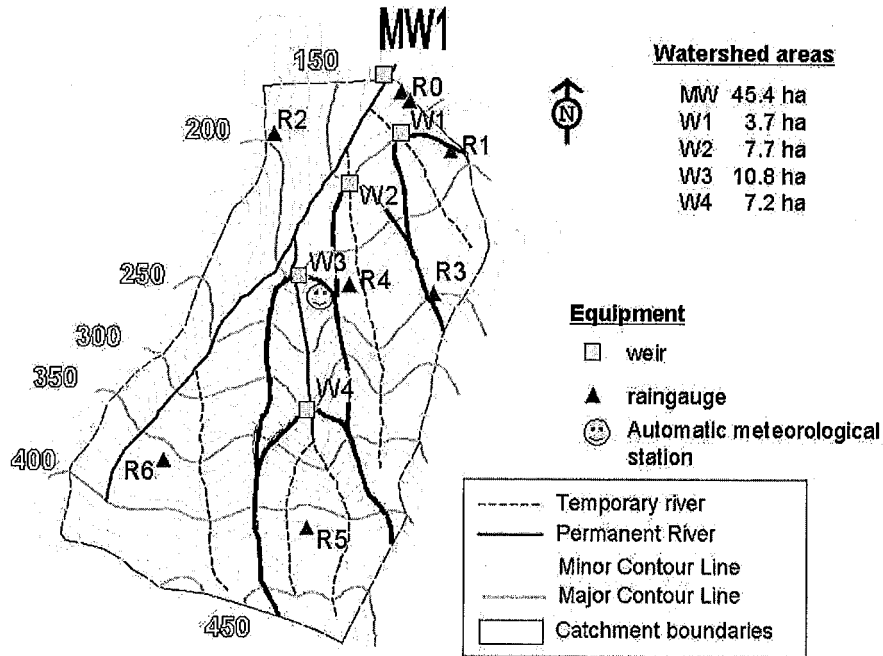 MW1
150
R0
R2
W1
200
R1
W2
W3
R4
R3
250
300
350
W4
400
R6
R5
450
N
Watershed areas
MW 45.4 ha
W1 3.7 ha
W2 7.7 ha
W3 10.8 ha
W4 7.2 ha
Equipment
weir
raingauge
Automatic meteorological
station
Temporary river
Permanent River
Minor Contour Line
Major Contour Line
Catchment boundaries